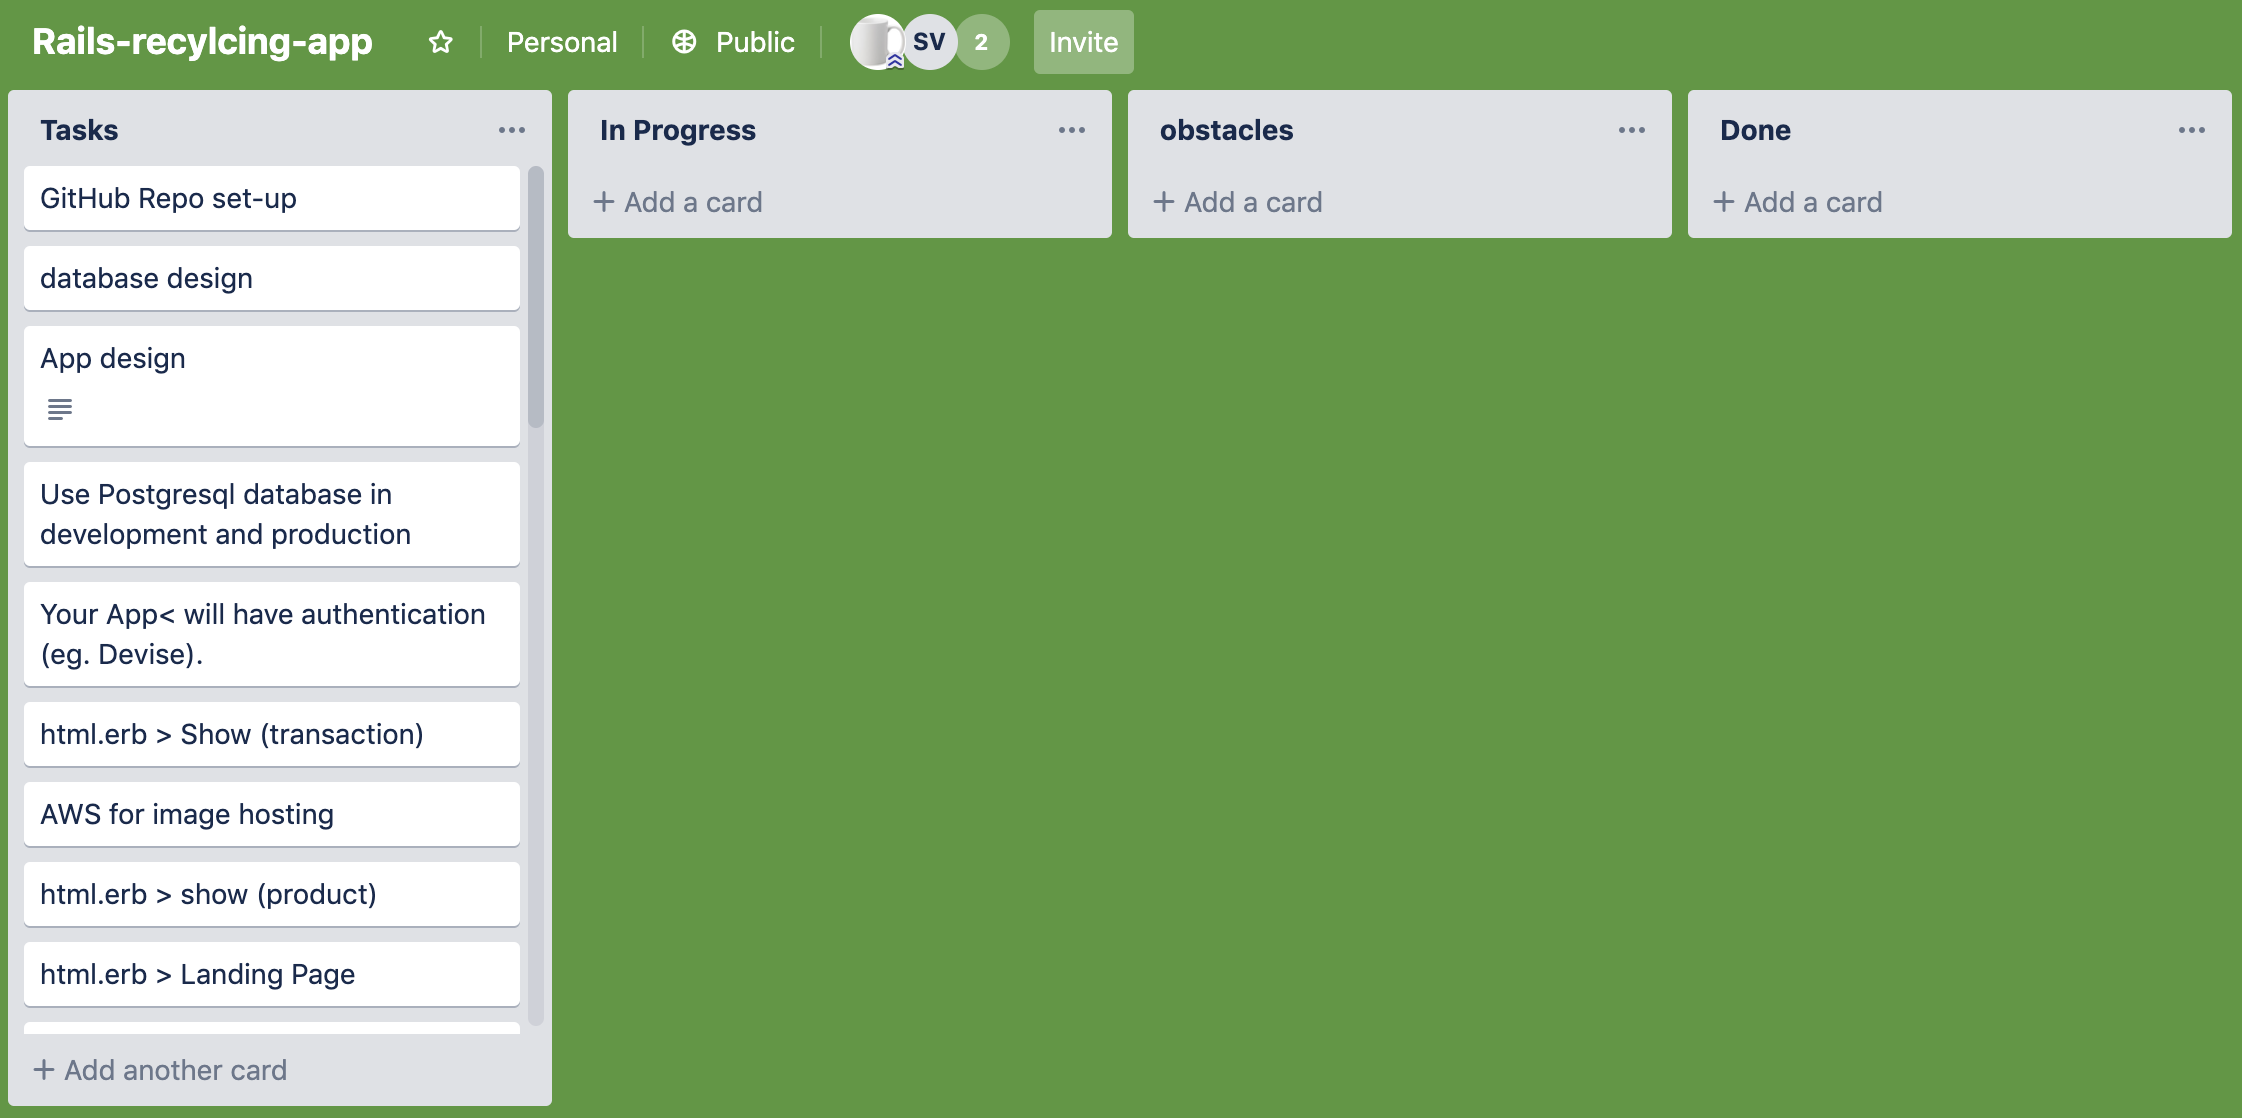 Rails-recylcing-app
Personal
Public
SV
2
Invite
Tasks
GitHub Repo set-up
database design
App design
Use Postgresql database in
development and production
Your App< will have authentication
(eg. Devise).
html.erb > Show (transaction)
AWS for image hosting
html.erb > show (product)
html.erb > Landing Page
+ Add another card
In Progress
+ Add a card
obstacles
+ Add a card
Done
+ Add a card